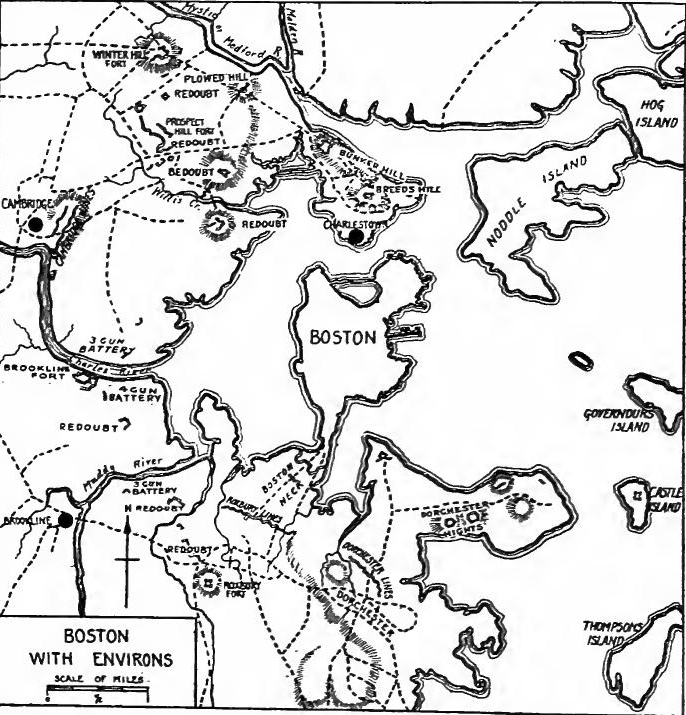 Mystic or Medford R
Malden R
WINTER HILL
FORT
PLOWED HILL
REDOUBT
PROSPECT
HILL FORT
REDOUBT
REDOUBT
BUNKER HILL
BREEDS HILL
HOG
ISLAND
NODDLE ISLAND
CAMBRIDGE
CAMBRIDGE LINES
Willis Cr.
REDOUBT
CHARLESTOWN
BOSTON
3 GUN
BATTERY
Charles River
BROOKLINE
FORT
4 GUN
BATTERY
REDOUBT
GOVERNOURS
ISLAND
Muddy River
3 GUN
BATTERY
N
REDOUBT
BROOKLINE
BOSTON
NECK
ROXBURY LINES
REDOUBT
ROXBURY
FORT
DORCHESTER
HIGHTS
DORCHESTER LINES
DORCHESTER
CASTLE
ISLAND
THOMPSONS
ISLAND
BOSTON
WITH ENVIRONS
SCALE OF MILES
0